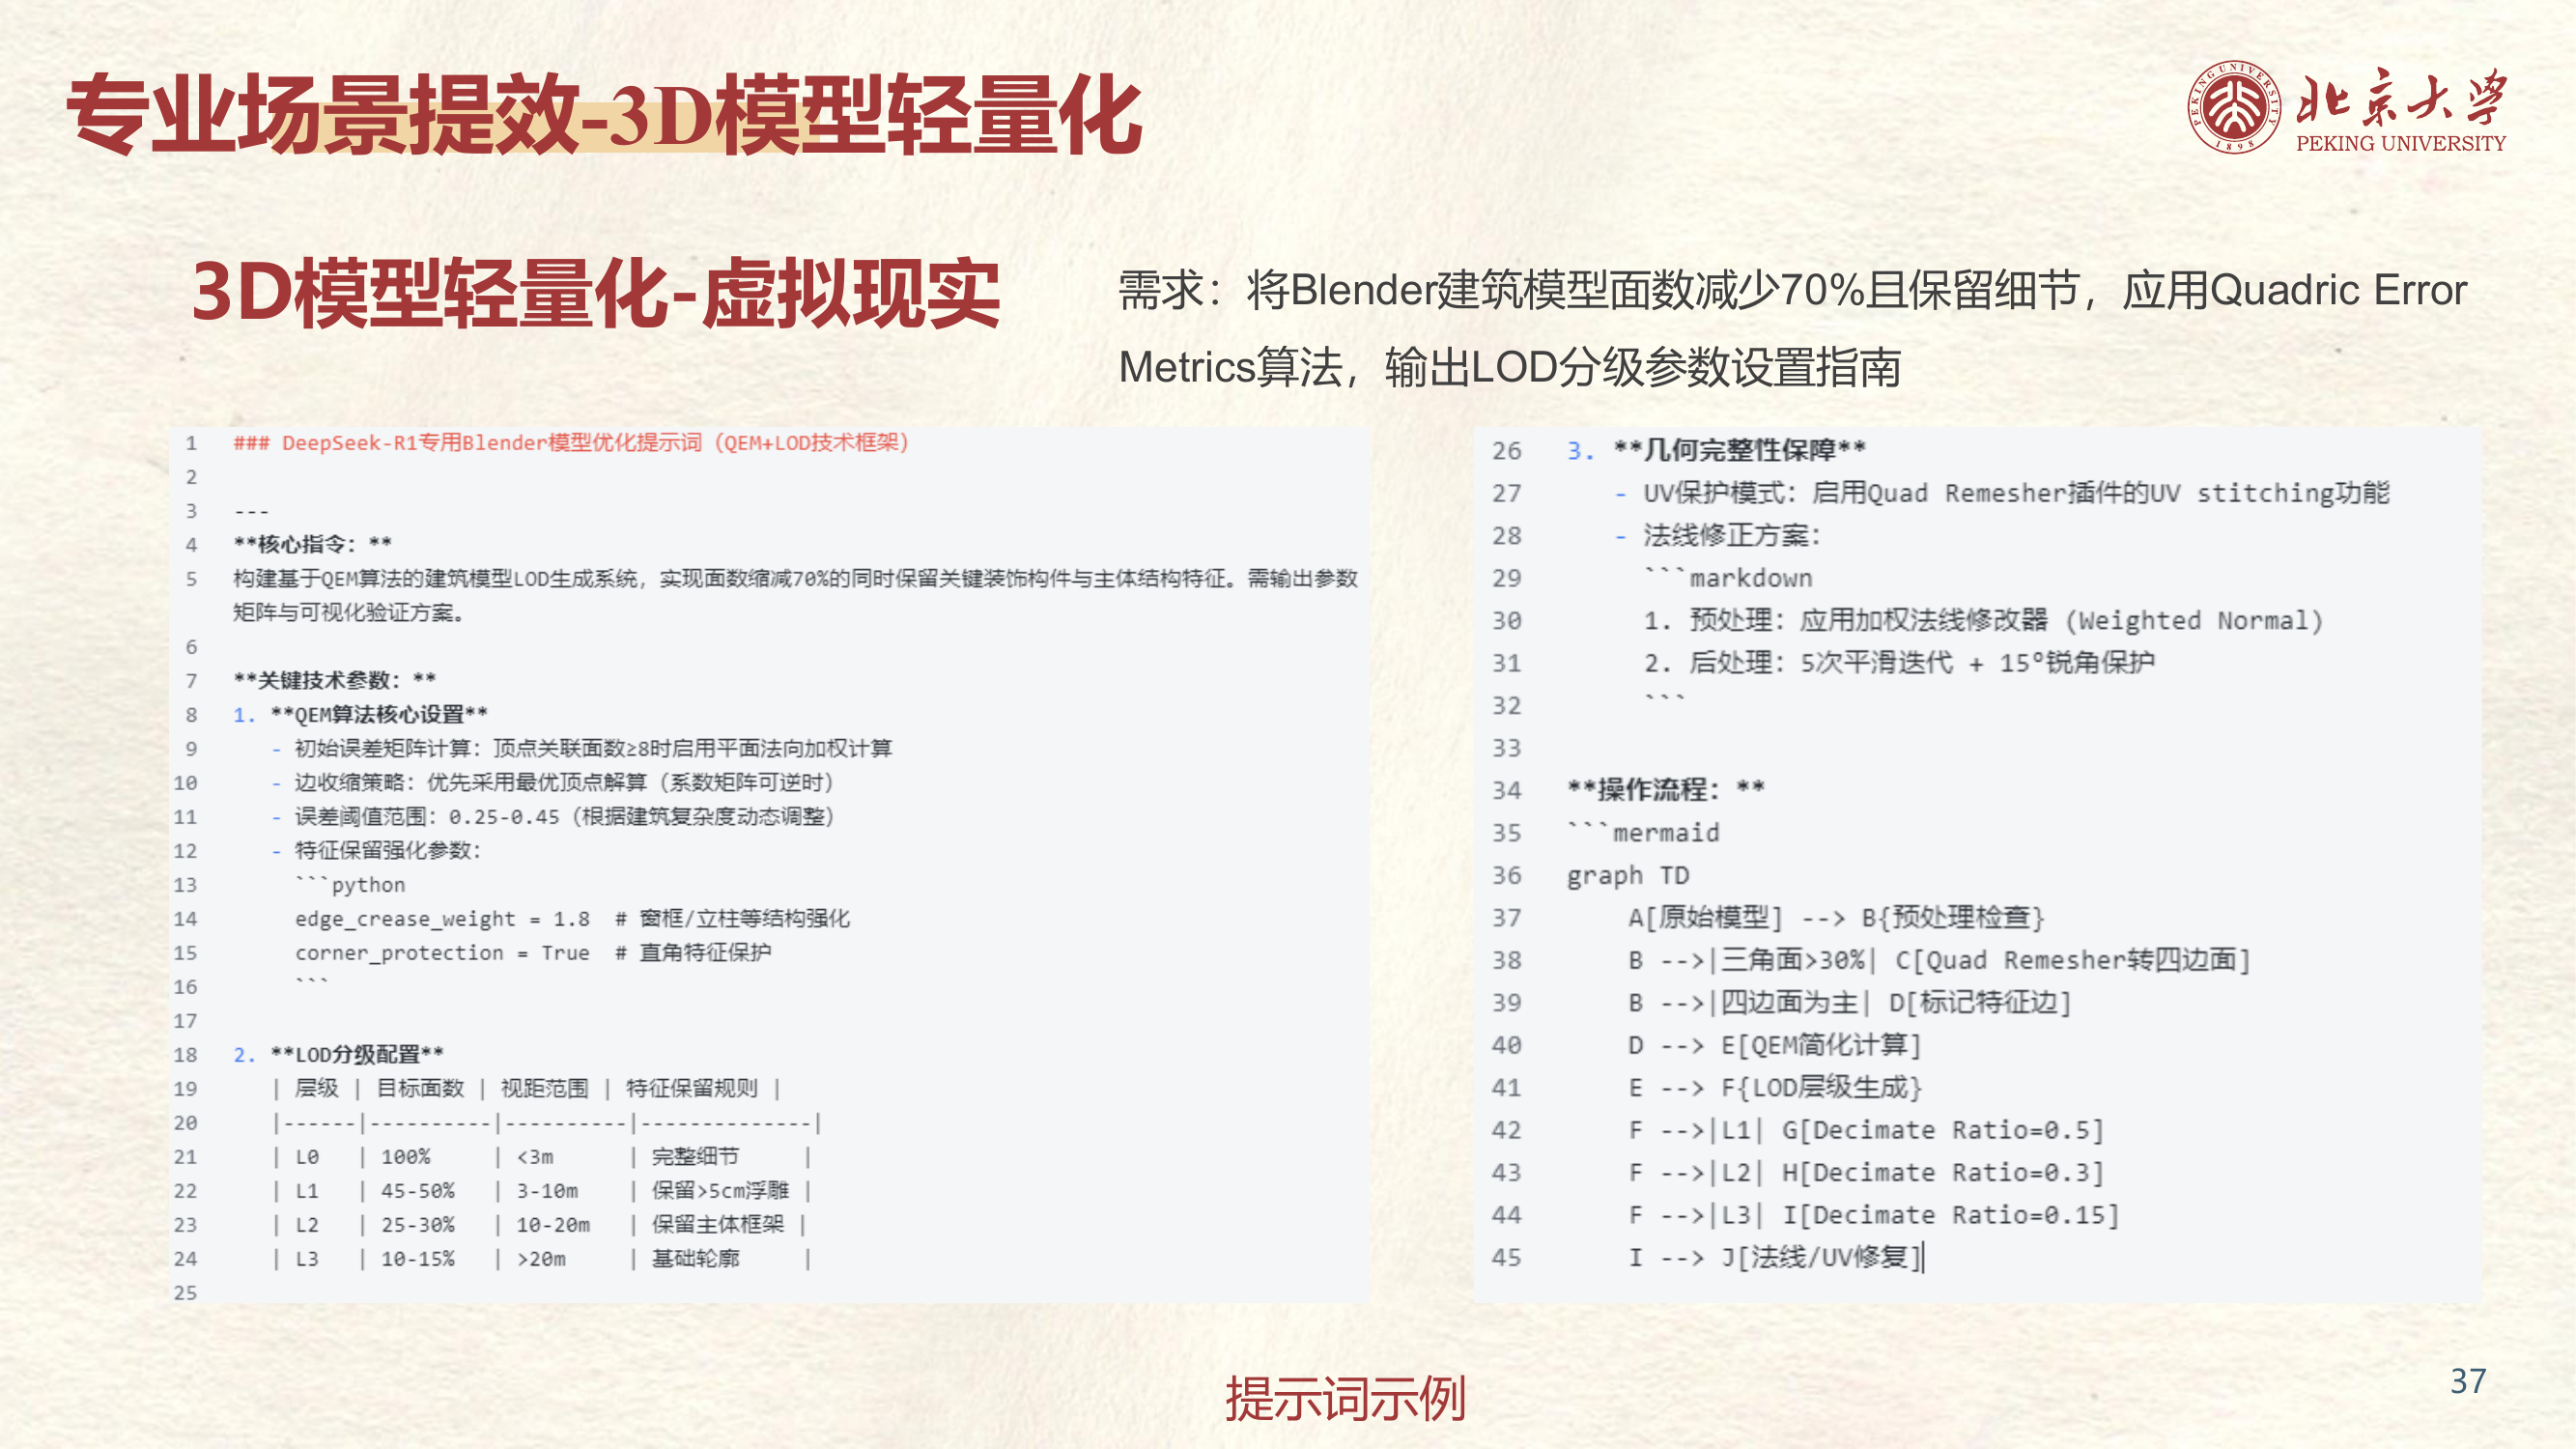 专业场景提效-3D模型轻量化
PEKING UNIVERSITY
1898
北京大学
PEKING UNIVERSITY
3D模型轻量化-虚拟现实
需求：将Blender建筑模型面数减少70%且保留细节，应用Quadric Error
Metrics算法，输出LOD分级参数设置指南
1 ### DeepSeek-R1专用Blender模型优化提示词（QEM+LOD技术框架）
2
3 ---
4 **核心指令：**
5 构建基于QEM算法的建筑模型LOD生成系统，实现面数缩减70%的同时保留关键装饰构件与主体结构特征。需输出参数
矩阵与可视化验证方案。
6
7 **关键技术参数：**
8 1. **QEM算法核心设置**
9 - 初始误差矩阵计算：顶点关联面数≥8时启用平面法向加权计算
10 - 边收缩策略：优先采用最优顶点解算（系数矩阵可逆时）
11 - 误差阈值范围：0.25-0.45（根据建筑复杂度动态调整）
12 - 特征保留强化参数：
13 ```python
14 edge_crease_weight = 1.8  # 窗框/立柱等结构强化
15 corner_protection = True  # 直角特征保护
16 ```
17
18 2. **LOD分级配置**
19 | 层级 | 目标面数 | 视距范围 | 特征保留规则 |
20 |------|----------|----------|--------------|
21 | L0 | 100% | <3m | 完整细节 |
22 | L1 | 45-50% | 3-10m | 保留>5cm浮雕 |
23 | L2 | 25-30% | 10-20m | 保留主体框架 |
24 | L3 | 10-15% | >20m | 基础轮廓 |
25
26 3. **几何完整性保障**
27 - UV保护模式：启用Quad Remesher插件的UV stitching功能
28 - 法线修正方案：
29 ```markdown
30 1. 预处理：应用加权法线修改器 (Weighted Normal)
31 2. 后处理：5次平滑迭代 + 15°锐角保护
32 ```
33
34 **操作流程：**
35 ```mermaid
36 graph TD
37 A[原始模型] --> B{预处理检查}
38 B -->|三角面>30%| C[Quad Remesher转四边面]
39 B -->|四边面为主| D[标记特征边]
40 D --> E[QEM简化计算]
41 E --> F{LOD层级生成}
42 F -->|L1| G[Decimate Ratio=0.5]
43 F -->|L2| H[Decimate Ratio=0.3]
44 F -->|L3| I[Decimate Ratio=0.15]
45 I --> J[法线/UV修复]
提示词示例
37